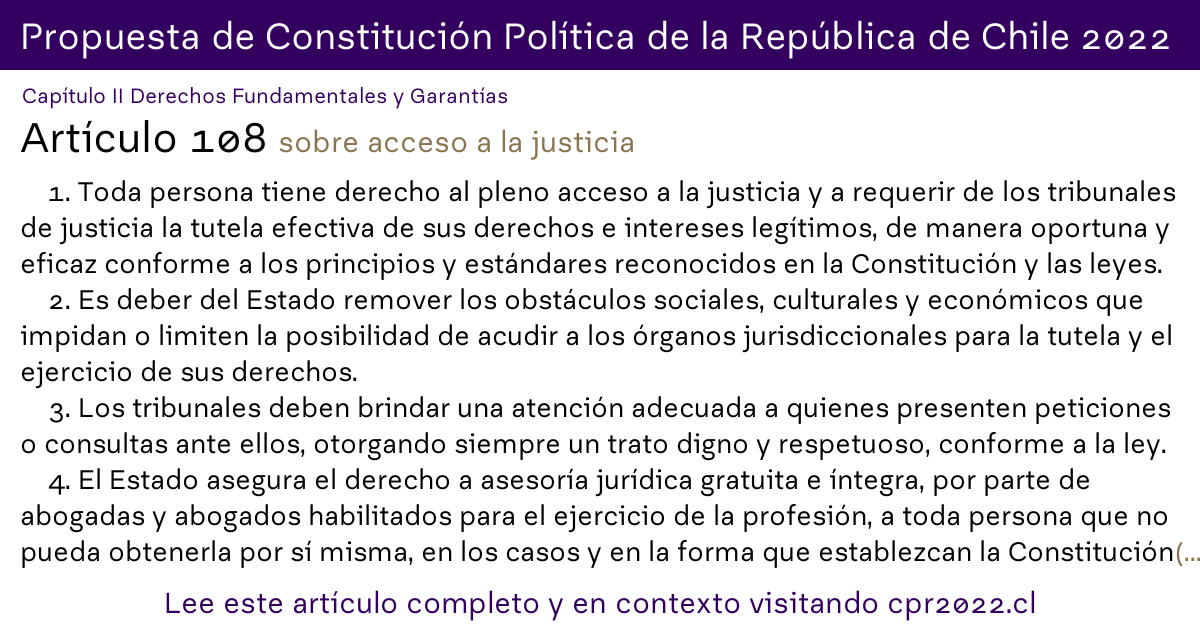 Propuesta de Constitución Política de la República de Chile 2022
Capítulo II Derechos Fundamentales y Garantías
Artículo 108 sobre acceso a la justicia
1. Toda persona tiene derecho al pleno acceso a la justicia y a requerir de los tribunales
de justicia la tutela efectiva de sus derechos e intereses legítimos, de manera oportuna y
eficaz conforme a los principios y estándares reconocidos en la Constitución y las leyes.
2. Es deber del Estado remover los obstáculos sociales, culturales y económicos que
impidan o limiten la posibilidad de acudir a los órganos jurisdiccionales para la tutela y el
ejercicio de sus derechos.
3. Los tribunales deben brindar una atención adecuada a quienes presenten peticiones
o consultas ante ellos, otorgando siempre un trato digno y respetuoso, conforme a la ley.
4. El Estado asegura el derecho a asesoría jurídica gratuita e íntegra, por parte de
abogadas y abogados habilitados para el ejercicio de la profesión, a toda persona que no
pueda obtenerla por sí misma, en los casos y en la forma que establezcan la Constitución(...
Lee este artículo completo y en contexto visitando cpr2022.cl